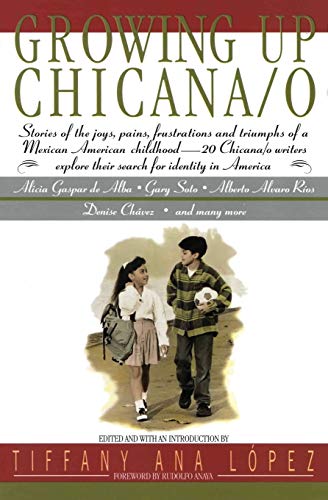 GROWING UP
CHICANA/O
Stories of the joys, pains, frustrations and triumphs of a
Mexican American childhood—20 Chicana/o writers
explore their search for identity in America
Alicia Gaspar de Alba • Gary Soto • Alberto Alvaro Ríos
Denise Chávez • and many more
EDITED AND WITH AN INTRODUCTION BY
TIFFANY ANA LÓPEZ
FOREWORD BY RUDOLFO ANAYA